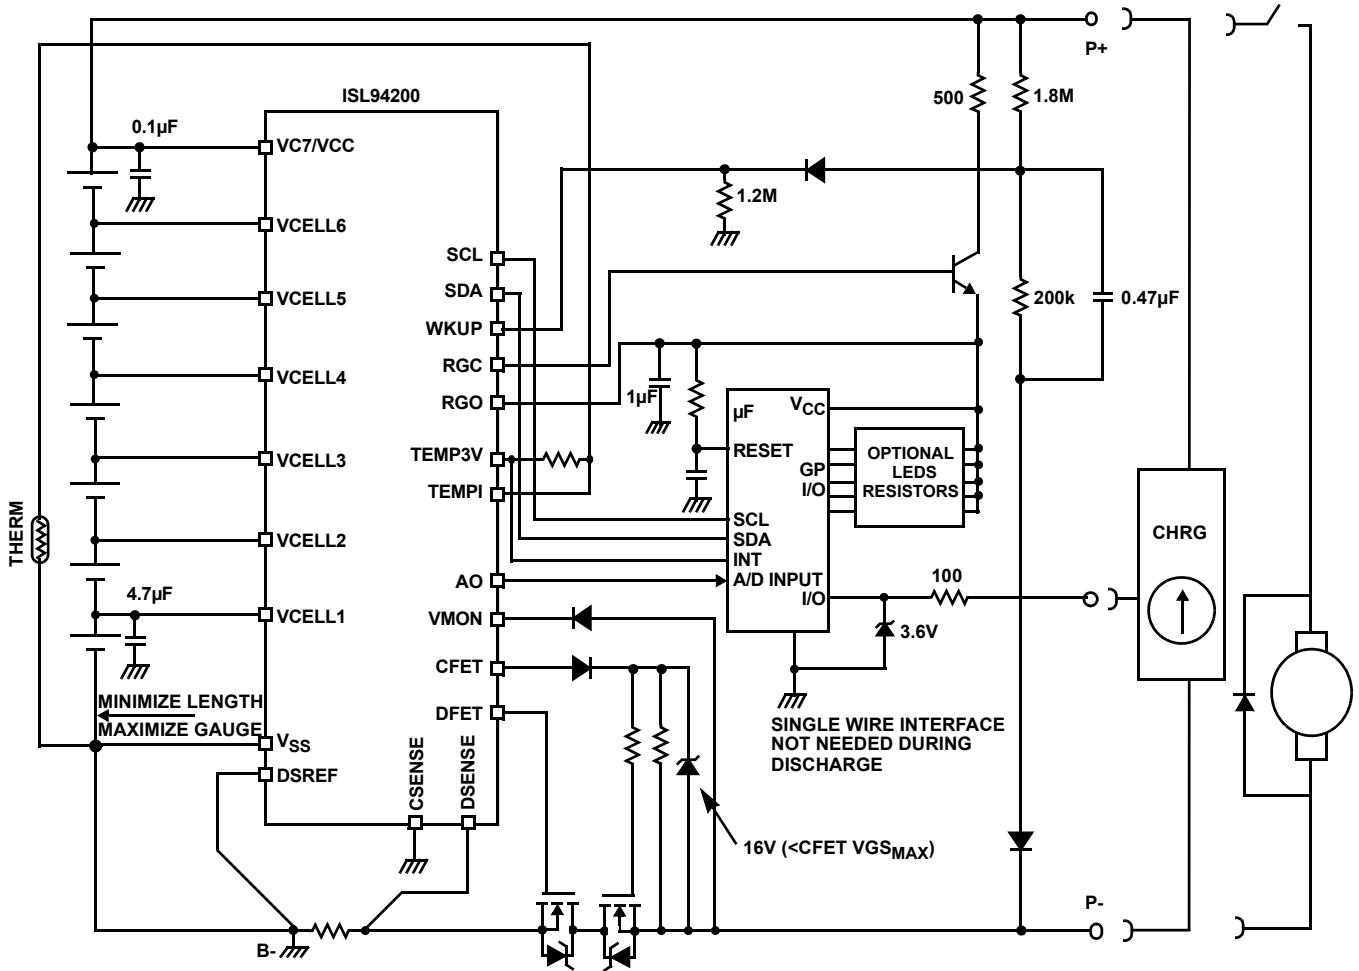 P+
ISL94200
500
1.8M
0.1µF
VC7/VCC
1.2M
VCELL6
SCL
SDA
200k
0.47µF
VCELL5
WKUP
RGC
VCELL4
RGO
1µF
µF
VCC
RESET
OPTIONAL
LEDS
RESISTORS
GP
I/O
TEMP3V
VCELL3
TEMPI
THERM
SCL
SDA
INT
A/D INPUT
I/O
CHRG
VCELL2
AO
100
4.7µF
VCELL1
VMON
3.6V
CFET
MINIMIZE LENGTH
MAXIMIZE GAUGE
DFET
SINGLE WIRE INTERFACE
NOT NEEDED DURING
DISCHARGE
VSS
DSREF
CSENSE
DSENSE
16V (<CFET VGSMAX)
P-
B-